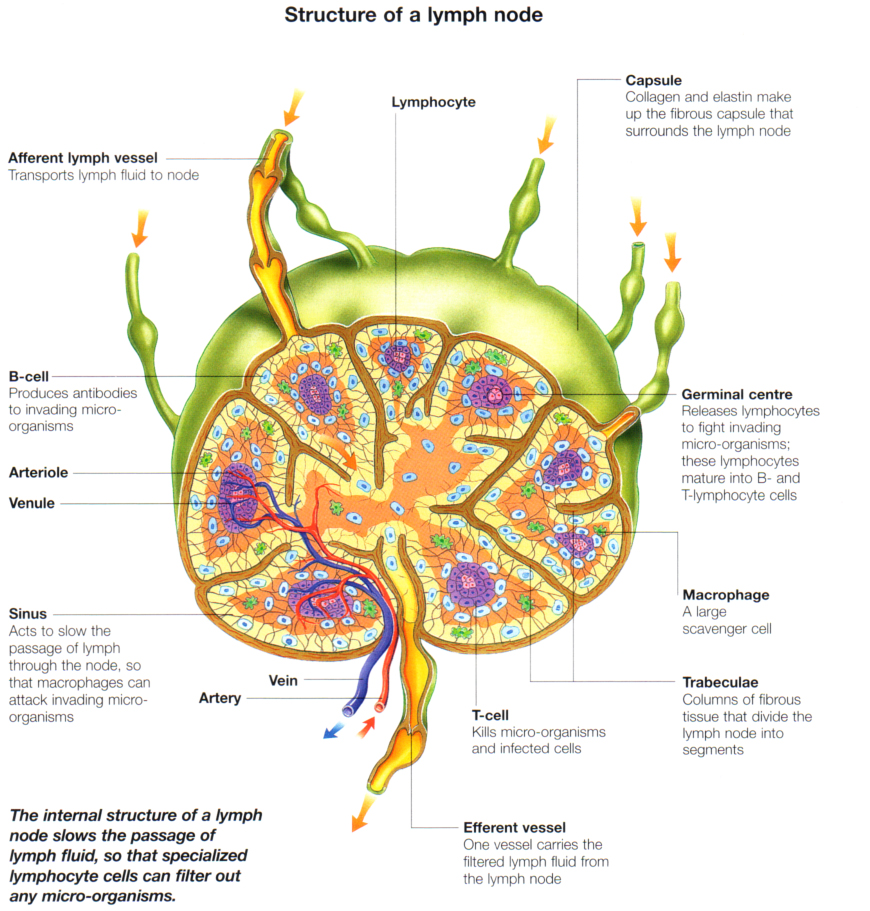 Structure of a lymph node
Capsule
Collagen and elastin make
up the fibrous capsule that
surrounds the lymph node
Lymphocyte
Afferent lymph vessel
Transports lymph fluid to node
B-cell
Produces antibodies
to invading micro-
organisms
Germinal centre
Releases lymphocytes
to fight invading
micro-organisms;
these lymphocytes
mature into B- and
T-lymphocyte cells
Arteriole
Venule
Macrophage
A large
scavenger cell
Sinus
Acts to slow the
passage of lymph
through the node, so
that macrophages can
attack invading micro-
organisms
Vein
Artery
Trabeculae
Columns of fibrous
tissue that divide the
lymph node into
segments
T-cell
Kills micro-organisms
and infected cells
The internal structure of a lymph
node slows the passage of
lymph fluid, so that specialized
lymphocyte cells can filter out
any micro-organisms.
Efferent vessel
One vessel carries the
filtered lymph fluid from
the lymph node